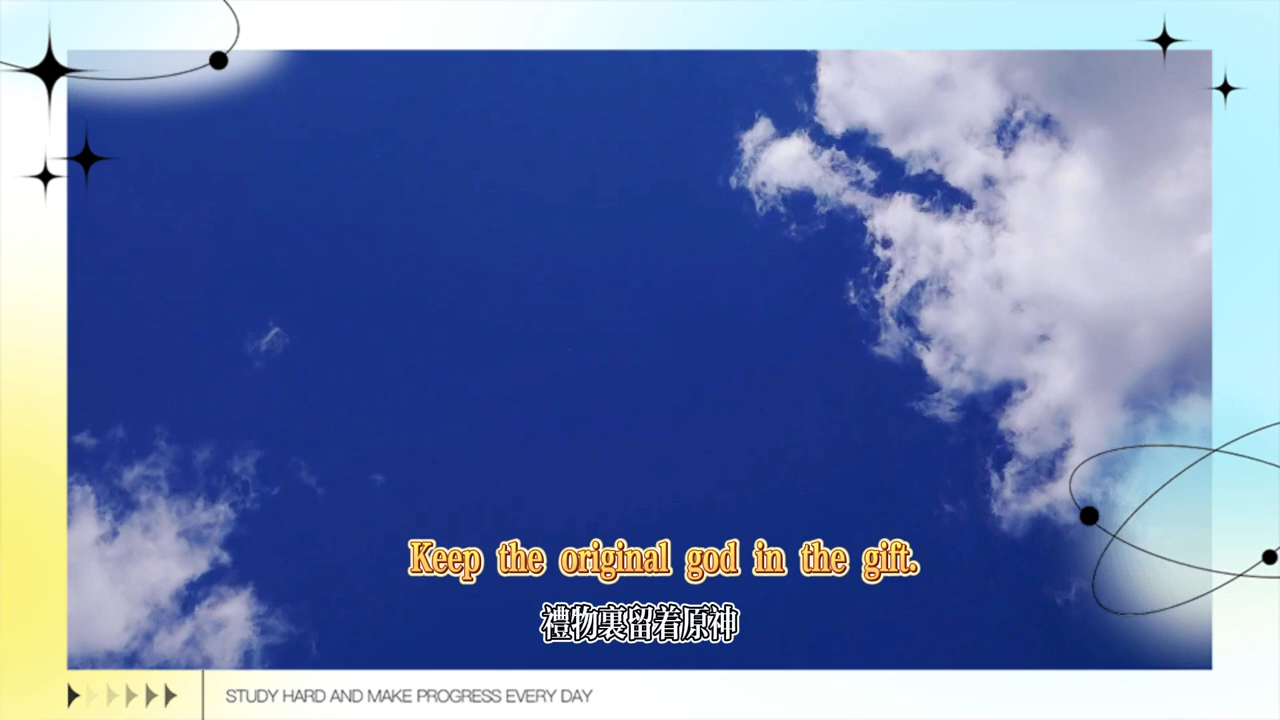 Keep the original god in the gift.
禮物裏留着原神
STUDY HARD AND MAKE PROGRESS EVERY DAY